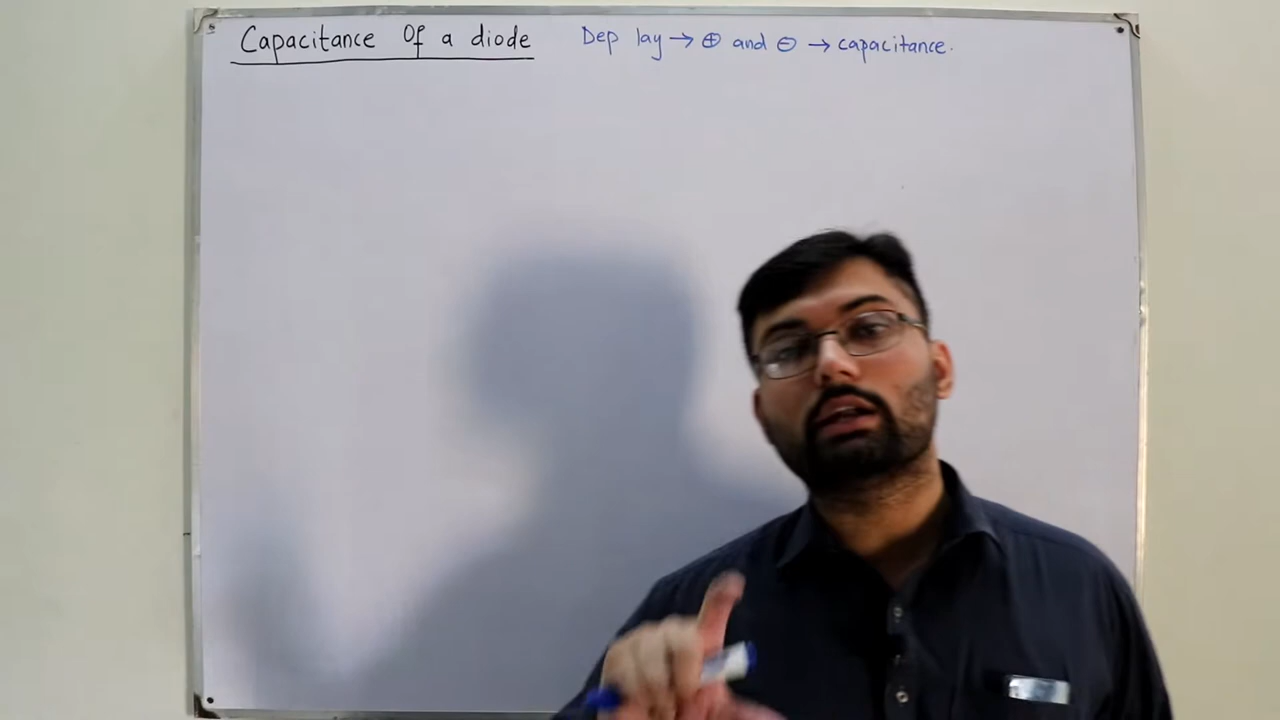 Capacitance Of a diode
Dep lay → ⊕ and ⊖ → capacitance.